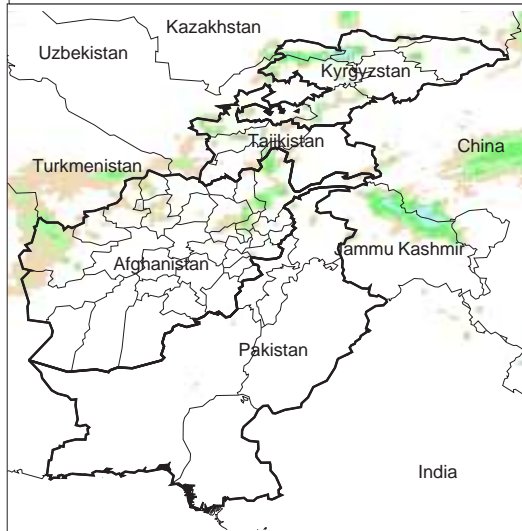 Kazakhstan
Uzbekistan
Kyrgyzstan
Tajikistan
China
Turkmenistan
Jammu Kashmir
Afghanistan
Pakistan
India